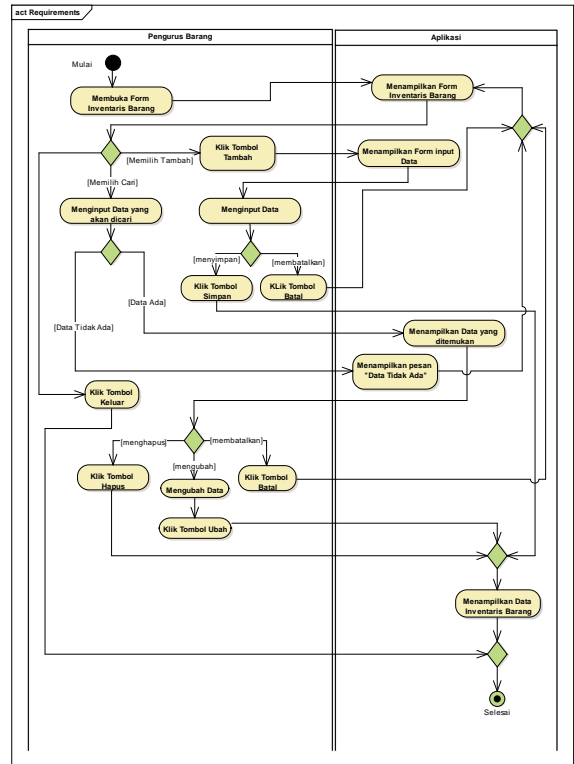 act Requirements
Pengurus Barang
Aplikasi
Mulai
Membuka Form
Inventaris Barang
Menampilkan Form
Inventaris Barang
[Memilih Tambah]
Klik Tombol
Tambah
Menampilkan Form input
Data
[Memilih Cari]
Menginput Data yang
akan dicari
Menginput Data
[menyimpan]
[membatalkan]
Klik Tombol
Simpan
KLik Tombol
Batal
[Data Ada]
[Data Tidak Ada]
Menampilkan Data yang
ditemukan
Menampilkan pesan
"Data Tidak Ada"
Klik Tombol
Keluar
[menghapus]
[membatalkan]
[mengubah]
Klik Tombol
Hapus
Mengubah Data
Klik Tombol
Batal
Klik Tombol Ubah
Menampilkan Data
Inventaris Barang
Selesai